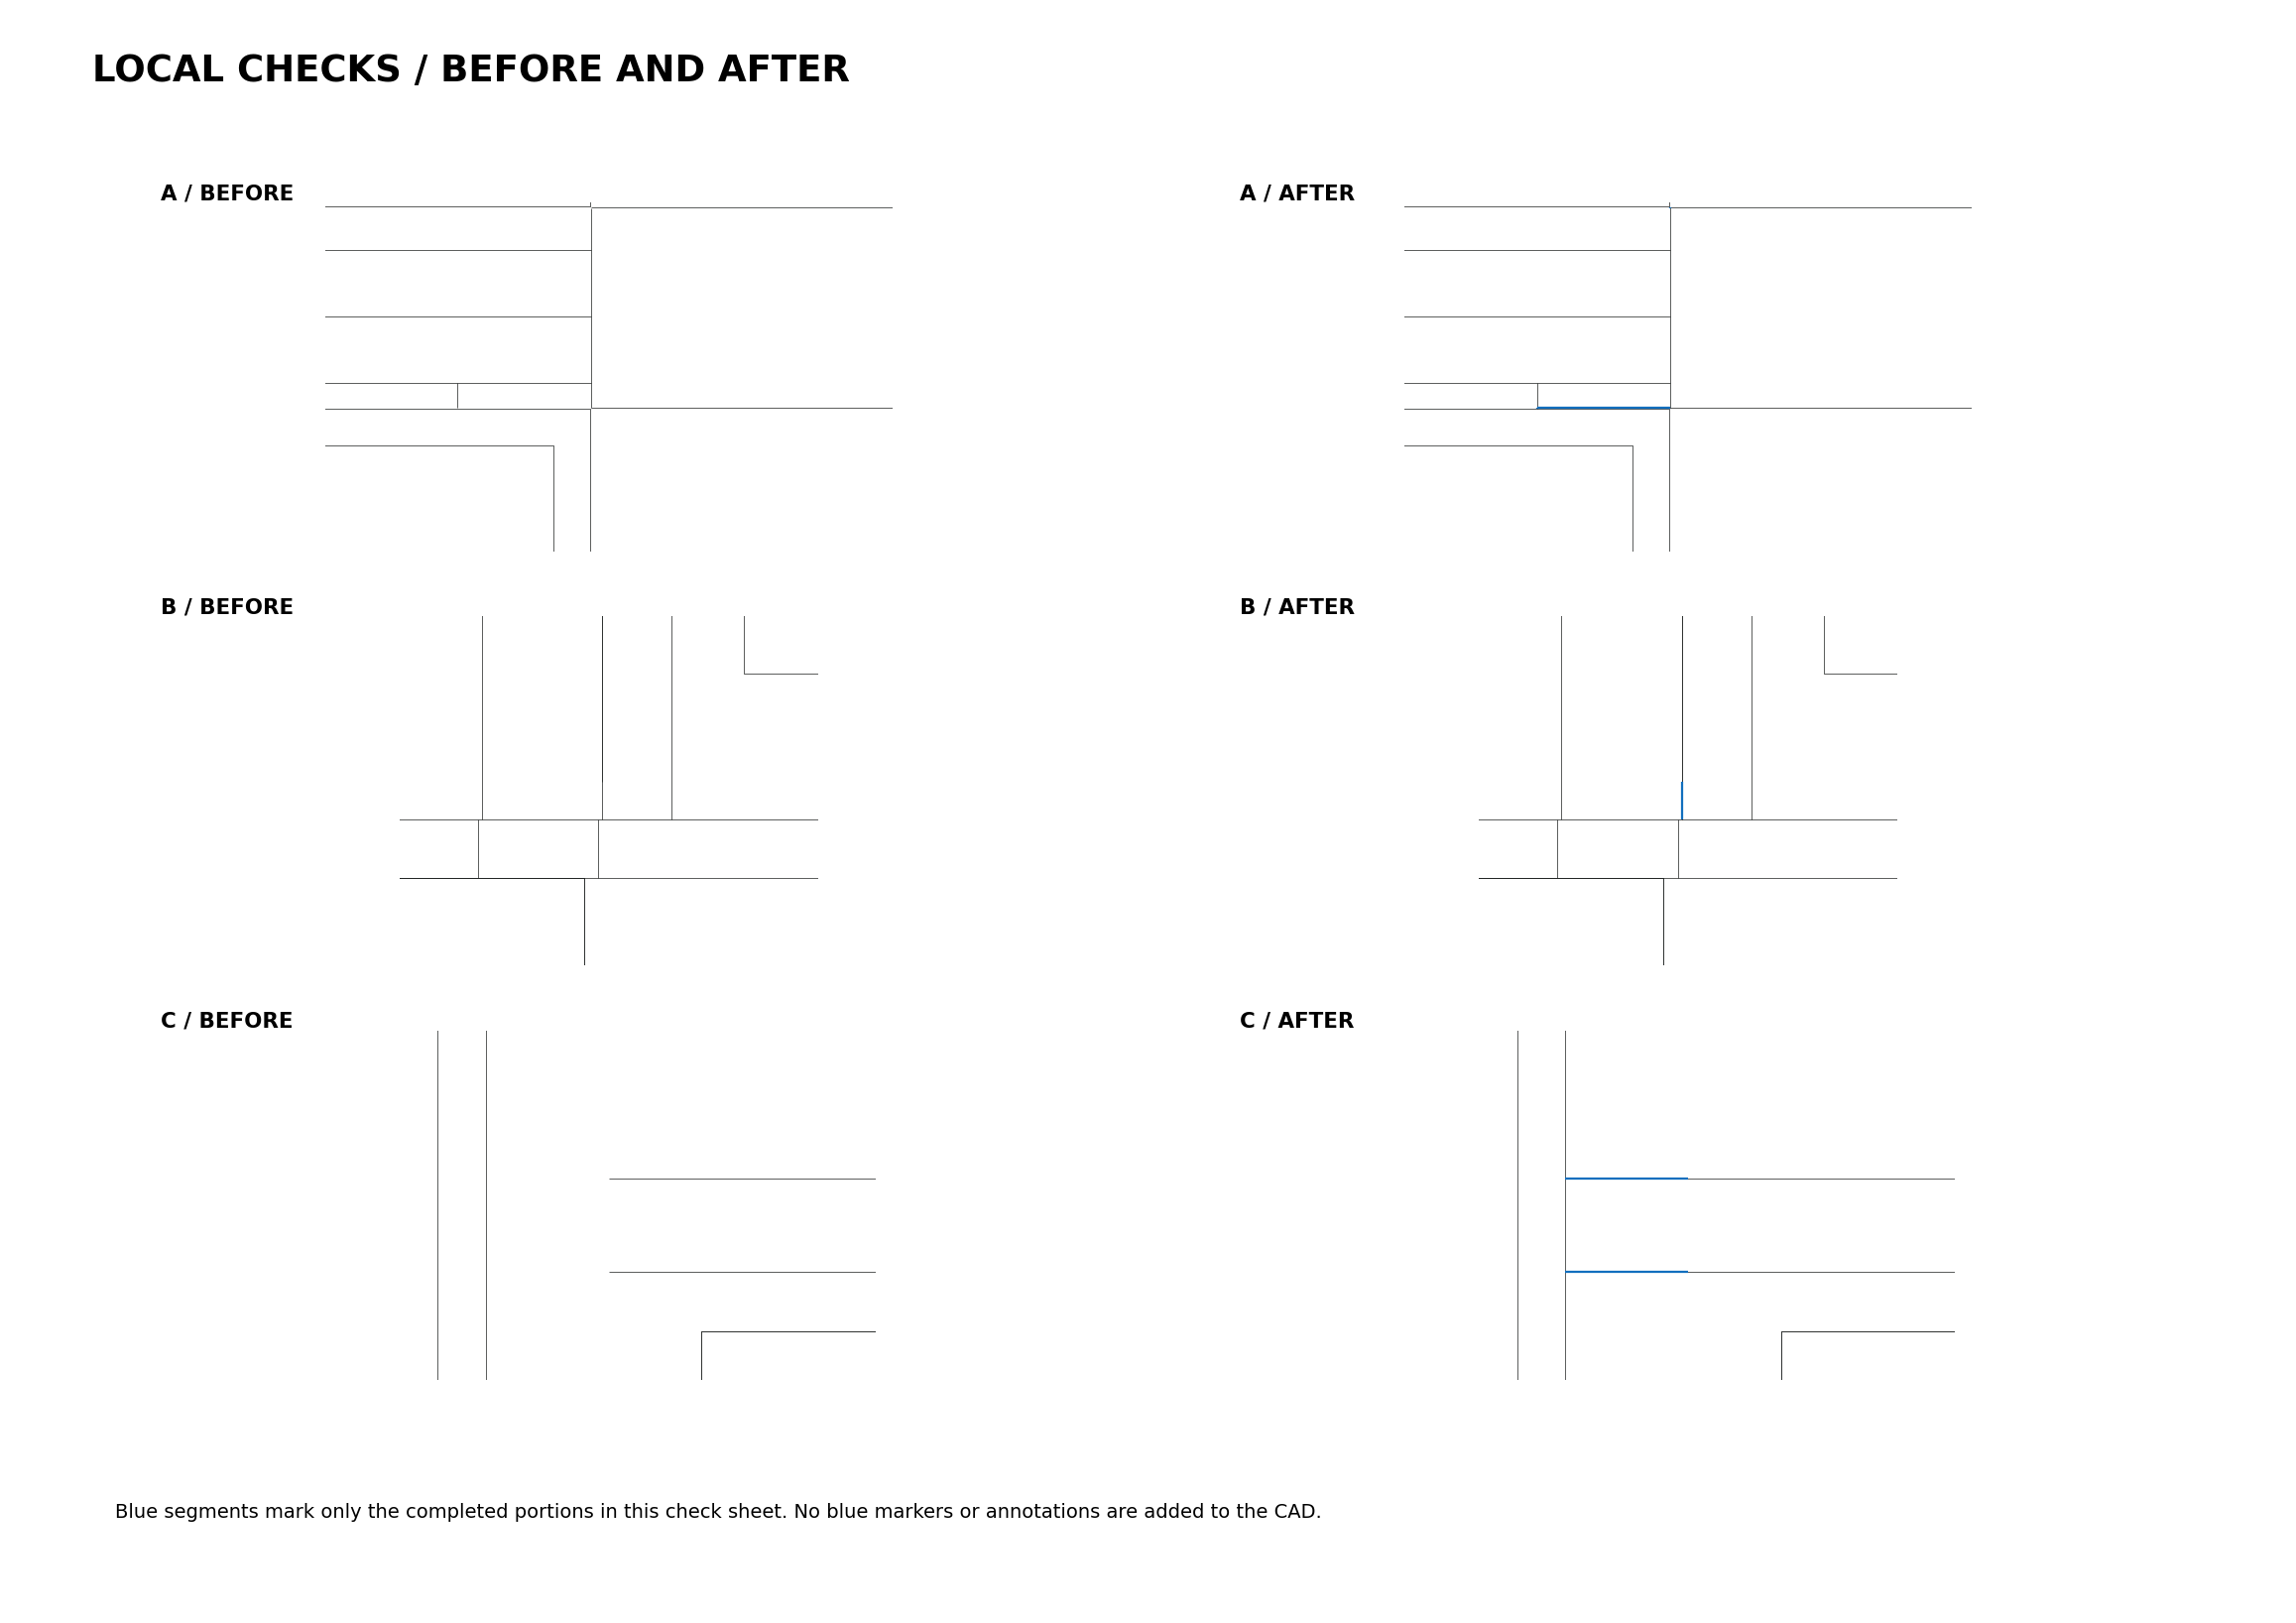 LOCAL CHECKS / BEFORE AND AFTER
A / BEFORE
A / AFTER
B / BEFORE
B / AFTER
C / BEFORE
C / AFTER
Blue segments mark only the completed portions in this check sheet. No blue markers or annotations are added to the CAD.